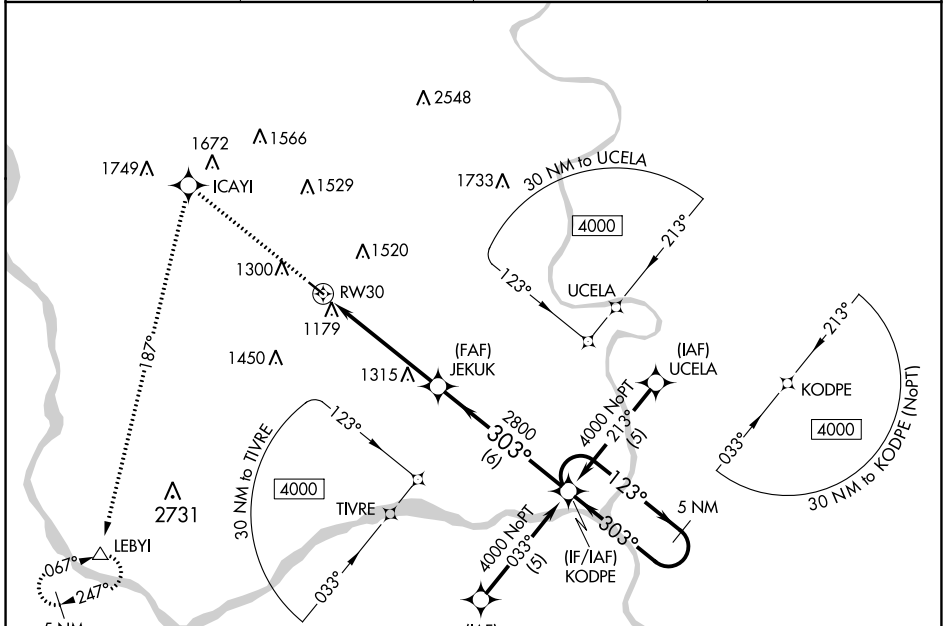 2548
1672
1566
1749
ICAYI
1529
1733
30 NM to UCELA
4000
213°
123°
1520
1300
RW30
UCELA
1179
187°
1450
1315
(FAF)
JEKUK
(IAF)
UCELA
213°
KODPE
4000
033°
30 NM to KODPE (NoPT)
123°
30 NM to TIVRE
4000
TIVRE
033°
2800
303°
(6)
4000 NoPT
213°
(5)
123°
5 NM
303°
4000 NoPT
033°
(5)
(IF/IAF)
KODPE
2731
LEBYI
067°
247°
5 NM
(IAF)